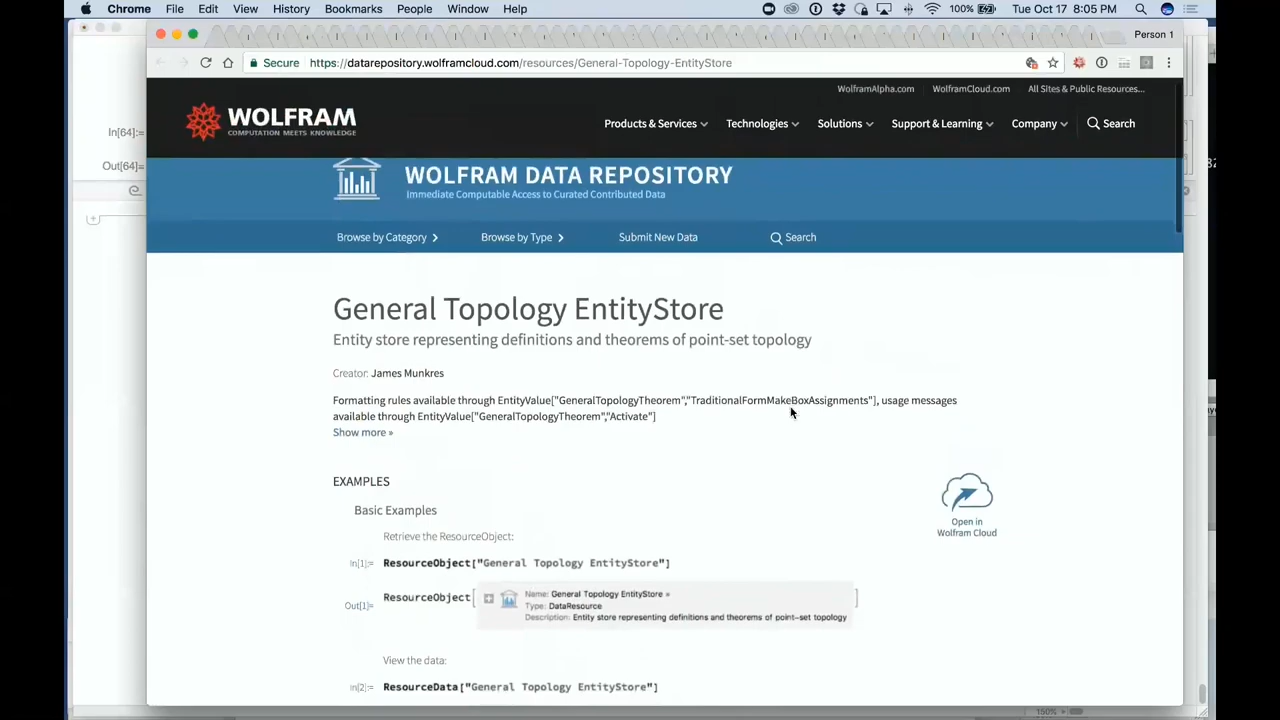 Chrome File Edit View History Bookmarks People Window Help 100% Tue Oct 17 8:05 PM
Person 1
Secure https://datarepository.wolframcloud.com/resources/General-Topology-EntityStore
WolframAlpha.com WolframCloud.com All Sites & Public Resources...
WOLFRAM
COMPUTATION MEETS KNOWLEDGE
Products & Services Technologies Solutions Support & Learning Company Search
In[64]:=
Out[64]=
WOLFRAM DATA REPOSITORY
Immediate Computable Access to Curated Contributed Data
Browse by Category Browse by Type Submit New Data Search
General Topology EntityStore
Entity store representing definitions and theorems of point-set topology
Creator: James Munkres
Formatting rules available through EntityValue["GeneralTopologyTheorem","TraditionalFormMakeBoxAssignments"], usage messages
available through EntityValue["GeneralTopologyTheorem","Activate"]
Show more »
EXAMPLES
Basic Examples
Open in
Wolfram Cloud
Retrieve the ResourceObject:
In[1]:= ResourceObject["General Topology EntityStore"]
Out[1]= ResourceObject[
Name: General Topology EntityStore »
Type: DataResource
Description: Entity store representing definitions and theorems of point-set topology
]
View the data:
In[2]:= ResourceData["General Topology EntityStore"]
150%